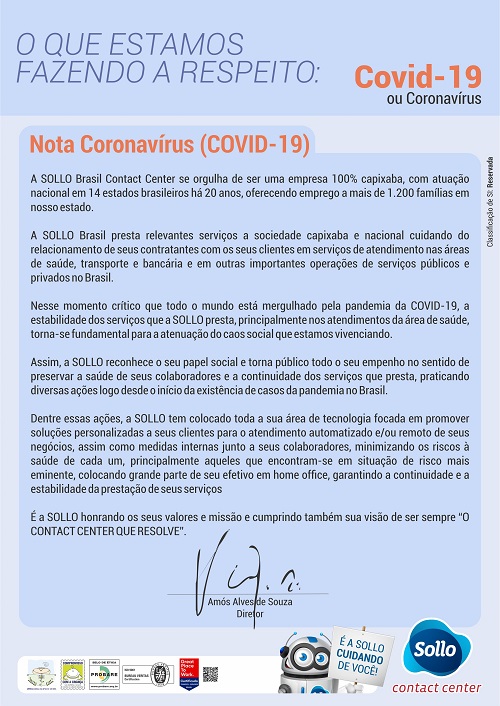 O QUE ESTAMOS
FAZENDO A RESPEITO:
Covid-19
ou Coronavírus
Nota Coronavírus (COVID-19)
A SOLLO Brasil Contact Center se orgulha de ser uma empresa 100% capixaba, com atuação
nacional em 14 estados brasileiros há 20 anos, oferecendo emprego a mais de 1.200 famílias em
nosso estado.
A SOLLO Brasil presta relevantes serviços a sociedade capixaba e nacional cuidando do
relacionamento de seus contratantes com os seus clientes em serviços de atendimento nas áreas
de saúde, transporte e bancária e em outras importantes operações de serviços públicos e
privados no Brasil.
Nesse momento crítico que todo o mundo está mergulhado pela pandemia da COVID-19, a
estabilidade dos serviços que a SOLLO presta, principalmente nos atendimentos da área de saúde,
torna-se fundamental para a atenuação do caos social que estamos vivenciando.
Assim, a SOLLO reconhece o seu papel social e torna público todo o seu empenho no sentido de
preservar a saúde de seus colaboradores e a continuidade dos serviços que presta, praticando
diversas ações logo desde o início da existência de casos da pandemia no Brasil.
Dentre essas ações, a SOLLO tem colocado toda a sua área de tecnologia focada em promover
soluções personalizadas a seus clientes para o atendimento automatizado e/ou remoto de seus
negócios, assim como medidas internas junto a seus colaboradores, minimizando os riscos à
saúde de cada um, principalmente aqueles que encontram-se em situação de risco mais
eminente, colocando grande parte de seu efetivo em home office, garantindo a continuidade e a
estabilidade da prestação de seus serviços
É a SOLLO honrando os seus valores e missão e cumprindo também sua visão de ser sempre “O
CONTACT CENTER QUE RESOLVE”.
Amós Alves de Souza
Diretor
Classificação de SI: Reservada
SELO DE ÉTICA
PROBARE
BUREAU VERITAS
Great
Place
To
Work.
É A SOLLO
CUIDANDO
DE VOCÊ!
Sollo
contact center